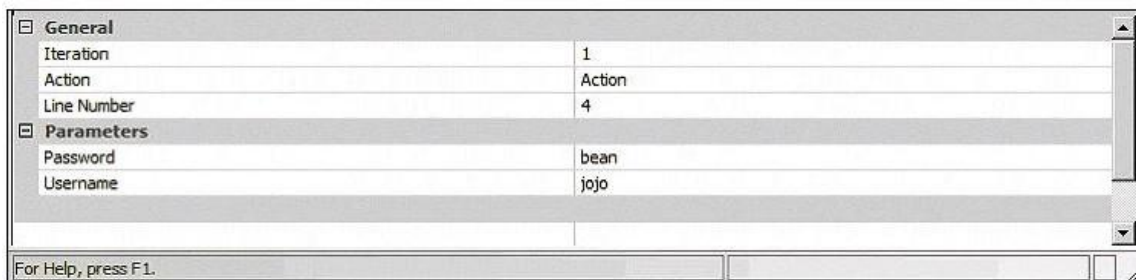 General
Iteration 1
Action Action
Line Number 4
Parameters
Password bean
Username jojo
For Help, press F1.